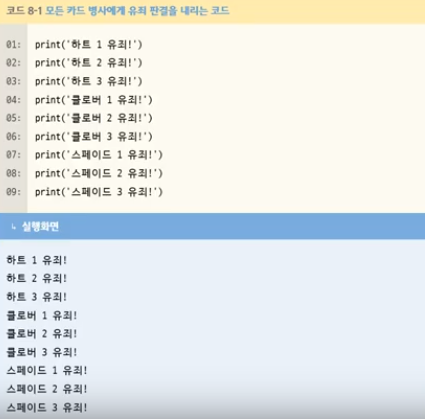 코드 8-1 모든 카드 병사에게 유죄 판결을 내리는 코드
01: print('하트 1 유죄!')
02: print('하트 2 유죄!')
03: print('하트 3 유죄!')
04: print('클로버 1 유죄!')
05: print('클로버 2 유죄!')
06: print('클로버 3 유죄!')
07: print('스페이드 1 유죄!')
08: print('스페이드 2 유죄!')
09: print('스페이드 3 유죄!')
↳ 실행화면
하트 1 유죄!
하트 2 유죄!
하트 3 유죄!
클로버 1 유죄!
클로버 2 유죄!
클로버 3 유죄!
스페이드 1 유죄!
스페이드 2 유죄!
스페이드 3 유죄!